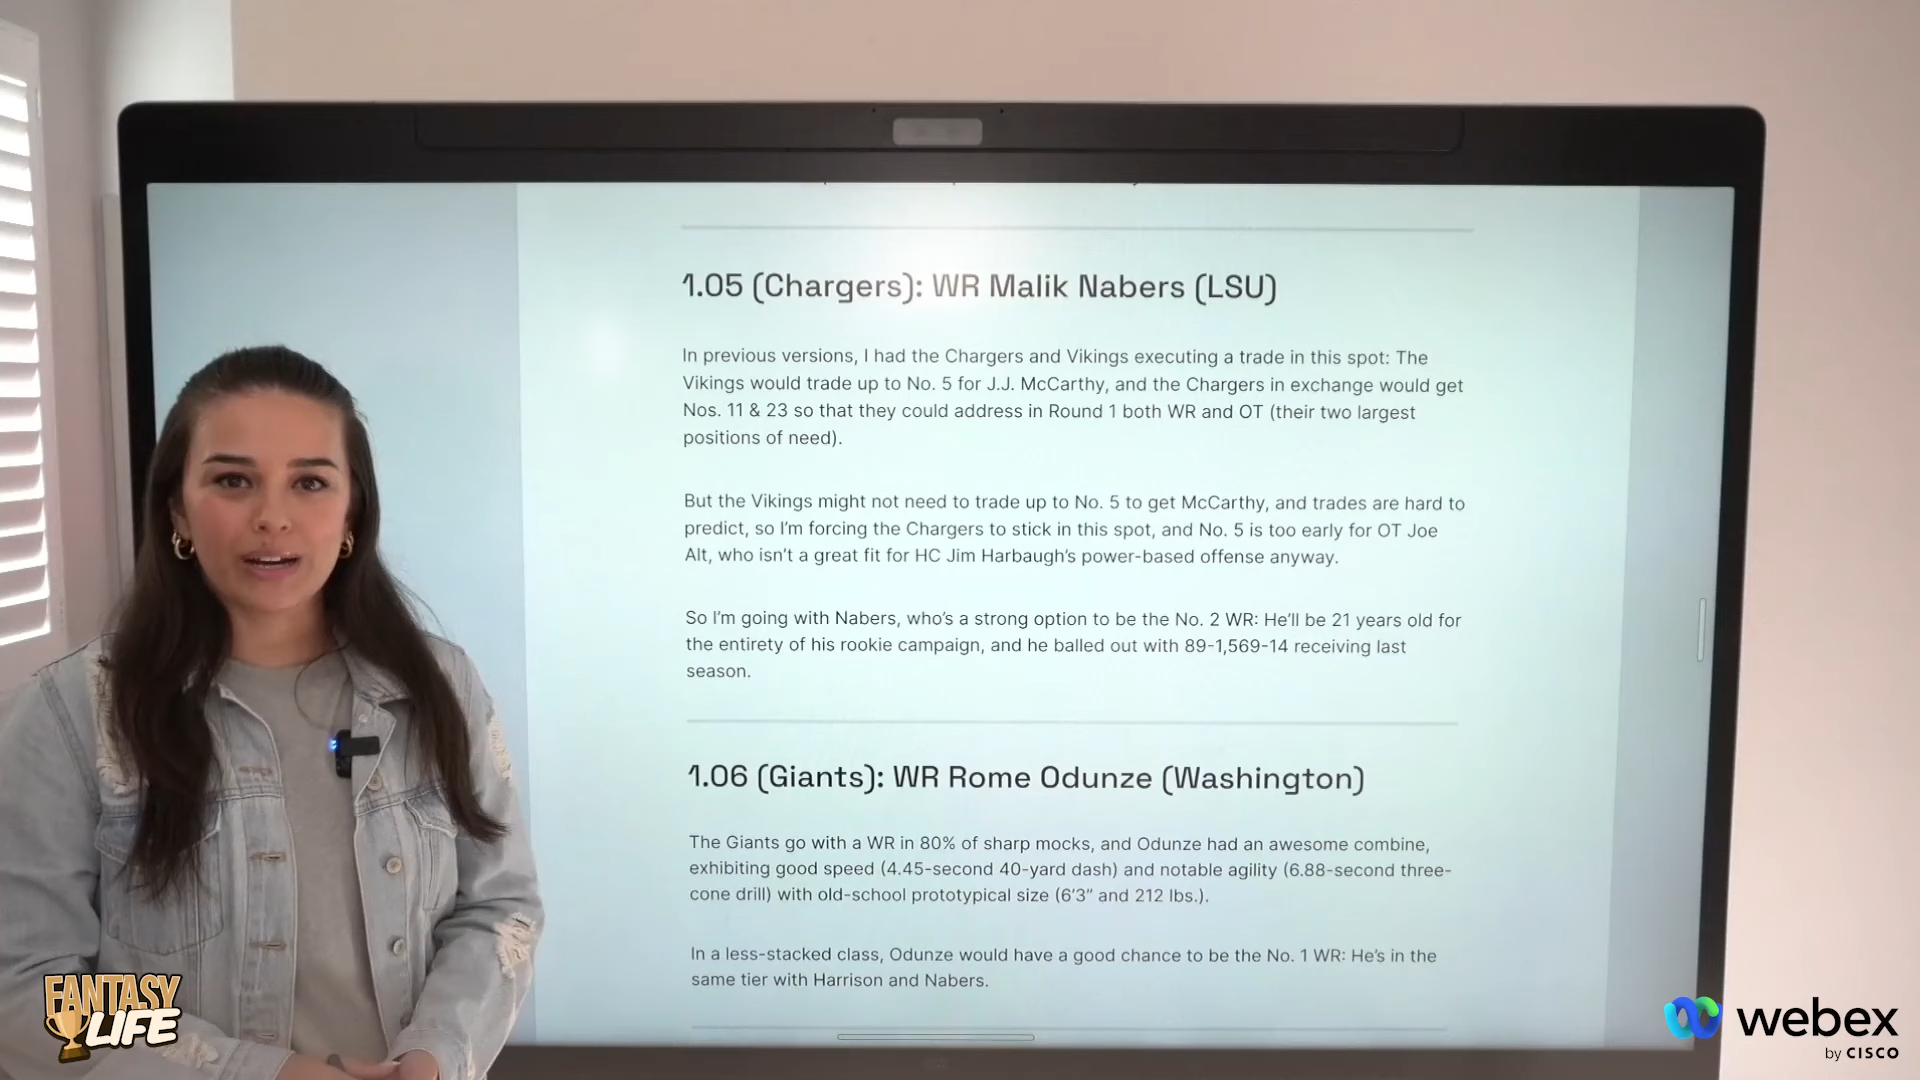 1.05 (Chargers): WR Malik Nabers (LSU)
In previous versions, I had the Chargers and Vikings executing a trade in this spot: The
Vikings would trade up to No. 5 for J.J. McCarthy, and the Chargers in exchange would get
Nos. 11 & 23 so that they could address in Round 1 both WR and OT (their two largest
positions of need).
But the Vikings might not need to trade up to No. 5 to get McCarthy, and trades are hard to
predict, so I'm forcing the Chargers to stick in this spot, and No. 5 is too early for OT Joe
Alt, who isn't a great fit for HC Jim Harbaugh's power-based offense anyway.
So I'm going with Nabers, who's a strong option to be the No. 2 WR: He'll be 21 years old for
the entirety of his rookie campaign, and he balled out with 89-1,569-14 receiving last
season.
1.06 (Giants): WR Rome Odunze (Washington)
The Giants go with a WR in 80% of sharp mocks, and Odunze had an awesome combine,
exhibiting good speed (4.45-second 40-yard dash) and notable agility (6.88-second three-
cone drill) with old-school prototypical size (6'3" and 212 lbs.).
In a less-stacked class, Odunze would have a good chance to be the No. 1 WR: He's in the
same tier with Harrison and Nabers.
FANTASY
LIFE
webex
by CISCO